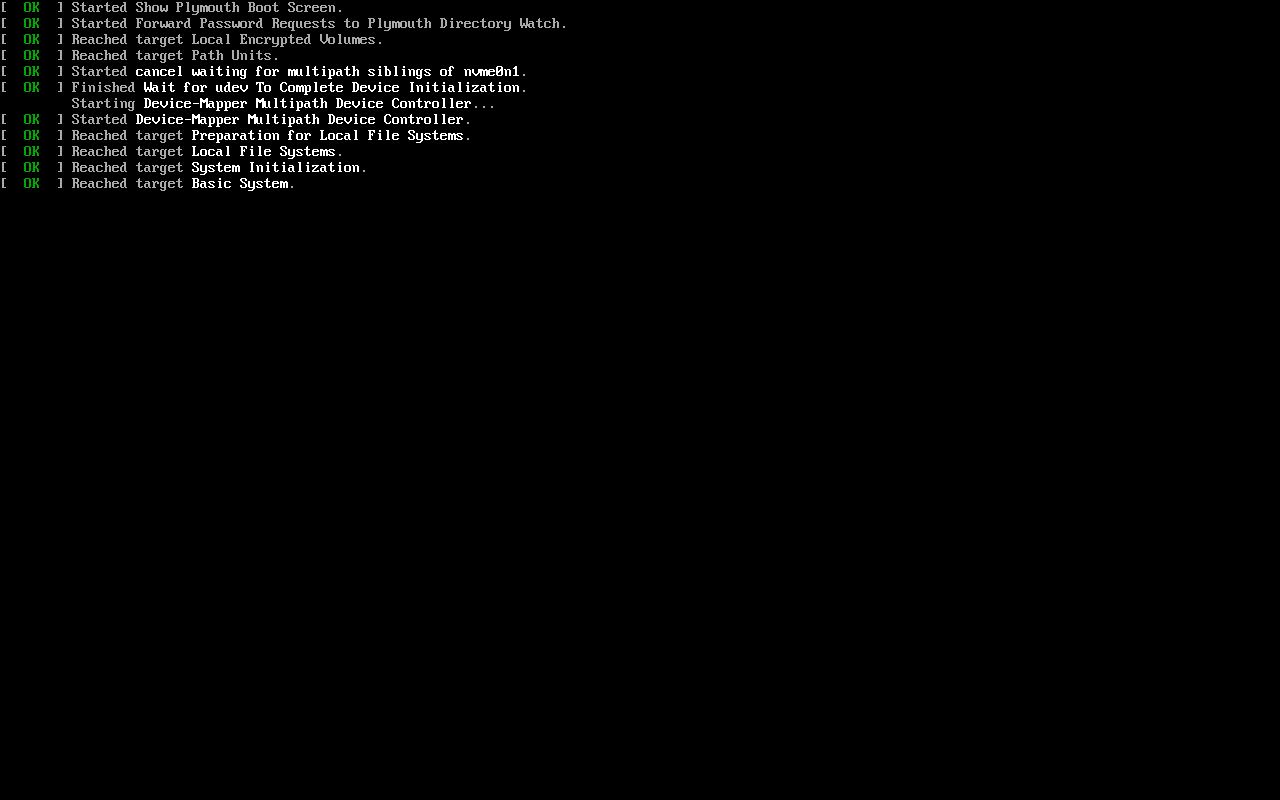 [  OK  ] Started Show Plymouth Boot Screen.
[  OK  ] Started Forward Password Requests to Plymouth Directory Watch.
[  OK  ] Reached target Local Encrypted Volumes.
[  OK  ] Reached target Path Units.
[  OK  ] Started cancel waiting for multipath siblings of nvme0n1.
[  OK  ] Finished Wait for udev To Complete Device Initialization.
         Starting Device-Mapper Multipath Device Controller...
[  OK  ] Started Device-Mapper Multipath Device Controller.
[  OK  ] Reached target Preparation for Local File Systems.
[  OK  ] Reached target Local File Systems.
[  OK  ] Reached target System Initialization.
[  OK  ] Reached target Basic System.